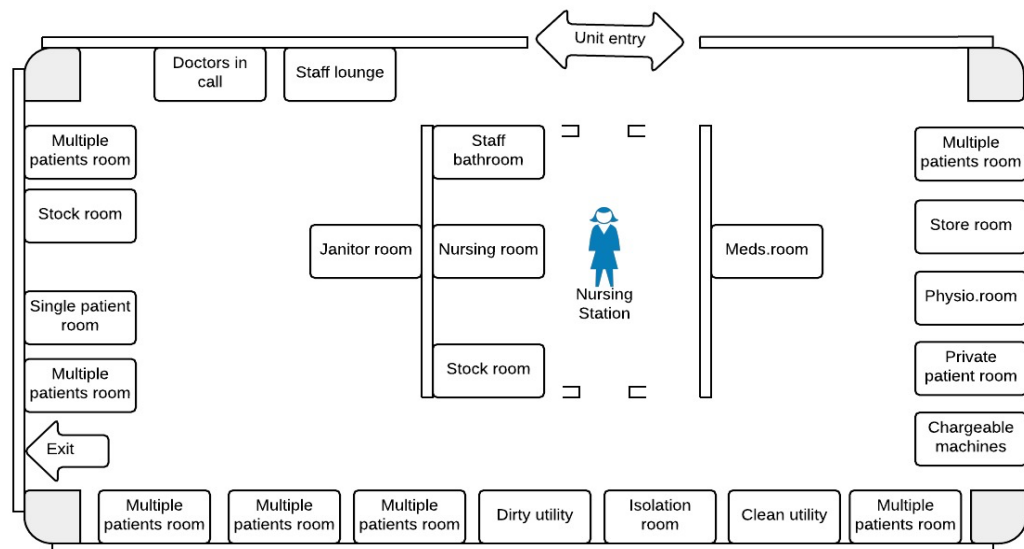 Unit entry
Doctors in
call
Staff lounge
Multiple
patients room
Staff
bathroom
Multiple
patients room
Stock room
Store room
Janitor room
Nursing room
Meds.room
Nursing
Station
Physio.room
Single patient
room
Stock room
Private
patient room
Multiple
patients room
Chargeable
machines
Exit
Multiple
patients room
Multiple
patients room
Multiple
patients room
Dirty utility
Isolation
room
Clean utility
Multiple
patients room